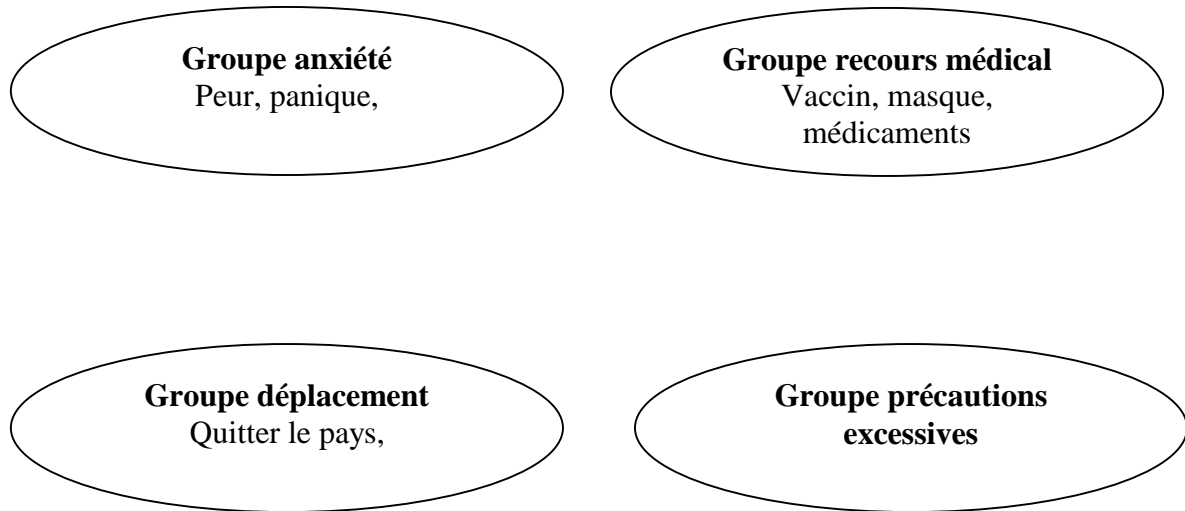 Groupe anxiété
Peur, panique,
Groupe recours médical
Vaccin, masque,
médicaments
Groupe déplacement
Quitter le pays,
Groupe précautions
excessives